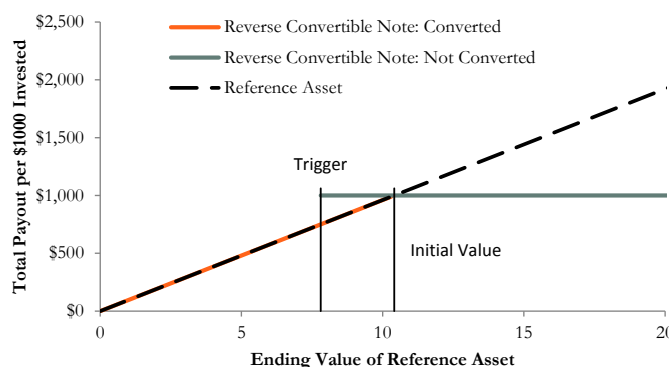 $2,500
Reverse Convertible Note: Converted
Reverse Convertible Note: Not Converted
Reference Asset
$2,000
$1,500
Trigger
$1,000
Initial Value
$500
$0
0
5
10
15
20
Total Payout per $1000 Invested
Ending Value of Reference Asset